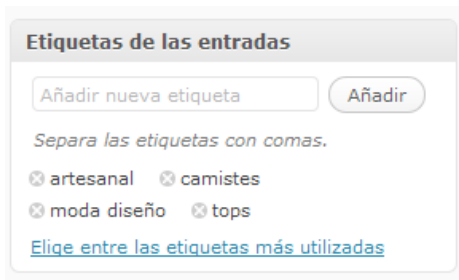 Etiquetas de las entradas
Añadir nueva etiqueta Añadir
Separa las etiquetas con comas.
artesanal camistes
moda diseño tops
Elige entre las etiquetas más utilizadas